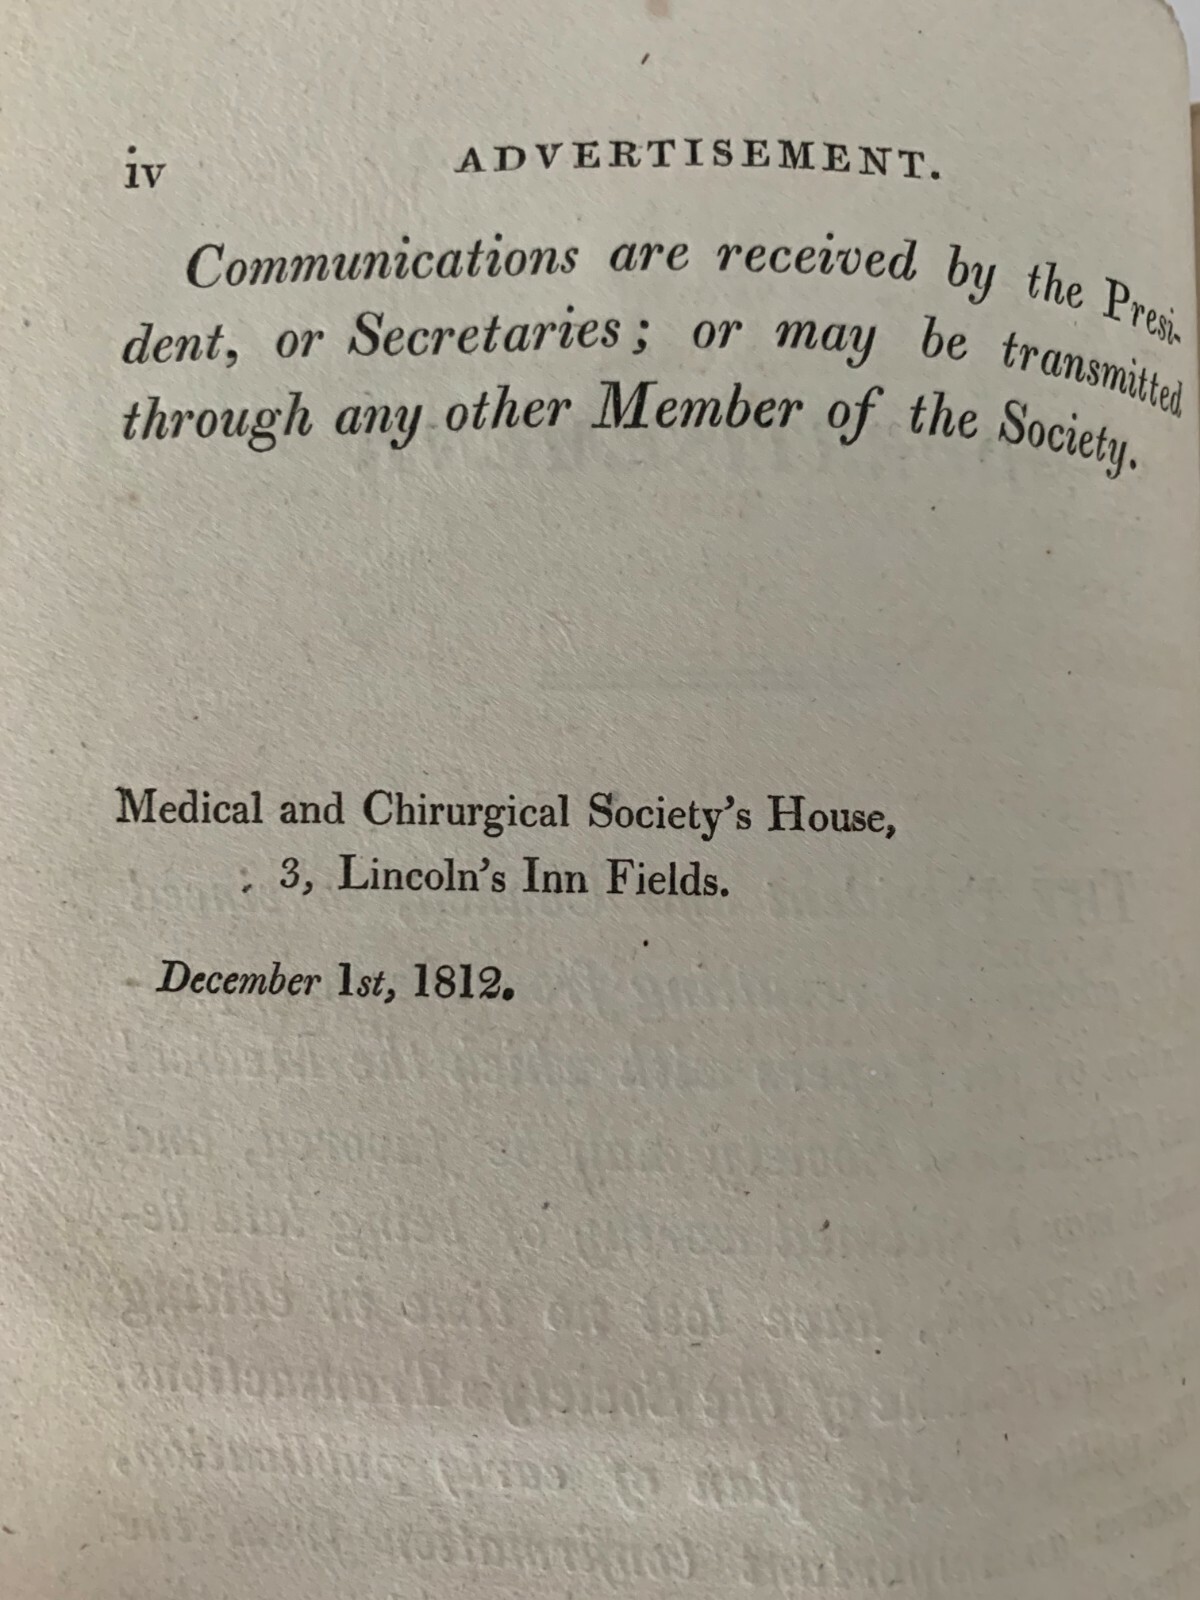 iv ADVERTISEMENT.
Communications are received by the Presi-
dent, or Secretaries; or may be transmitted
through any other Member of the Society.
Medical and Chirurgical Society's House,
3, Lincoln's Inn Fields.
December 1st, 1812.